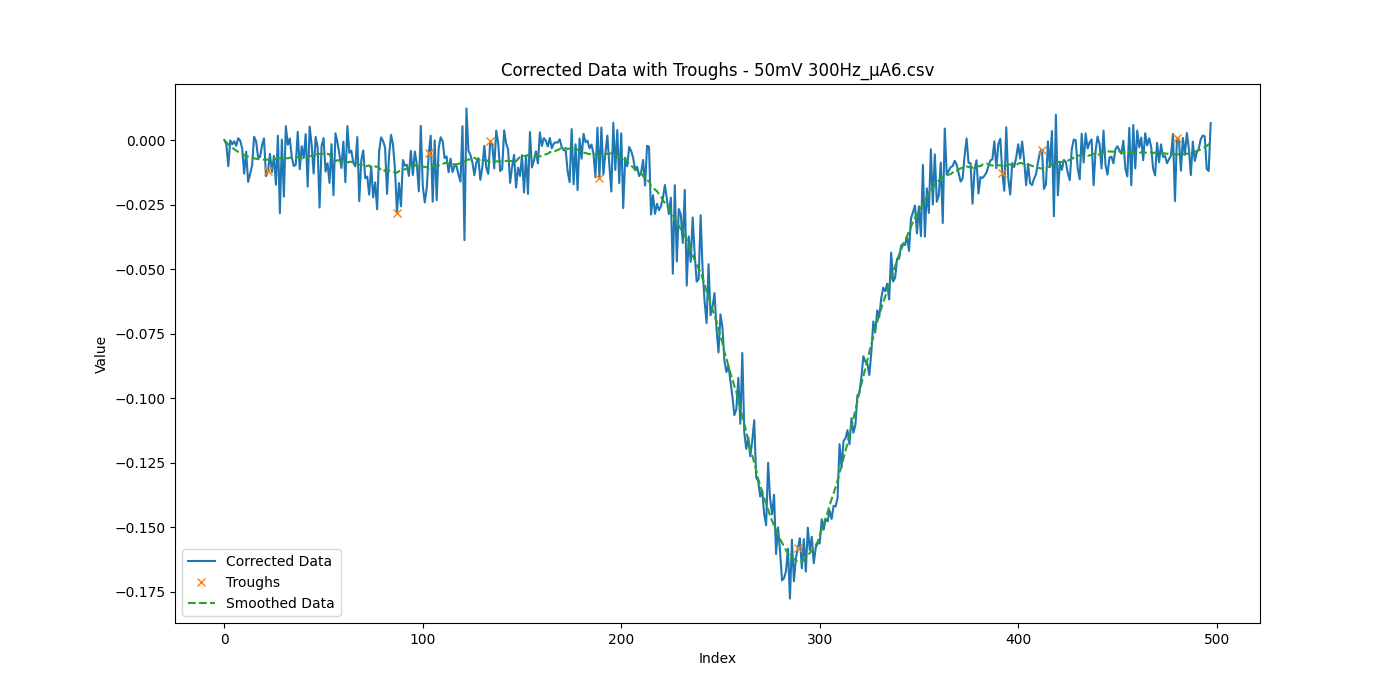 Corrected Data with Troughs - 50mV 300Hz_μA6.csv
0.000
−0.025
−0.050
−0.075
−0.100
−0.125
−0.150
−0.175
Value
Corrected Data
Troughs
Smoothed Data
0
100
200
300
400
500
Index